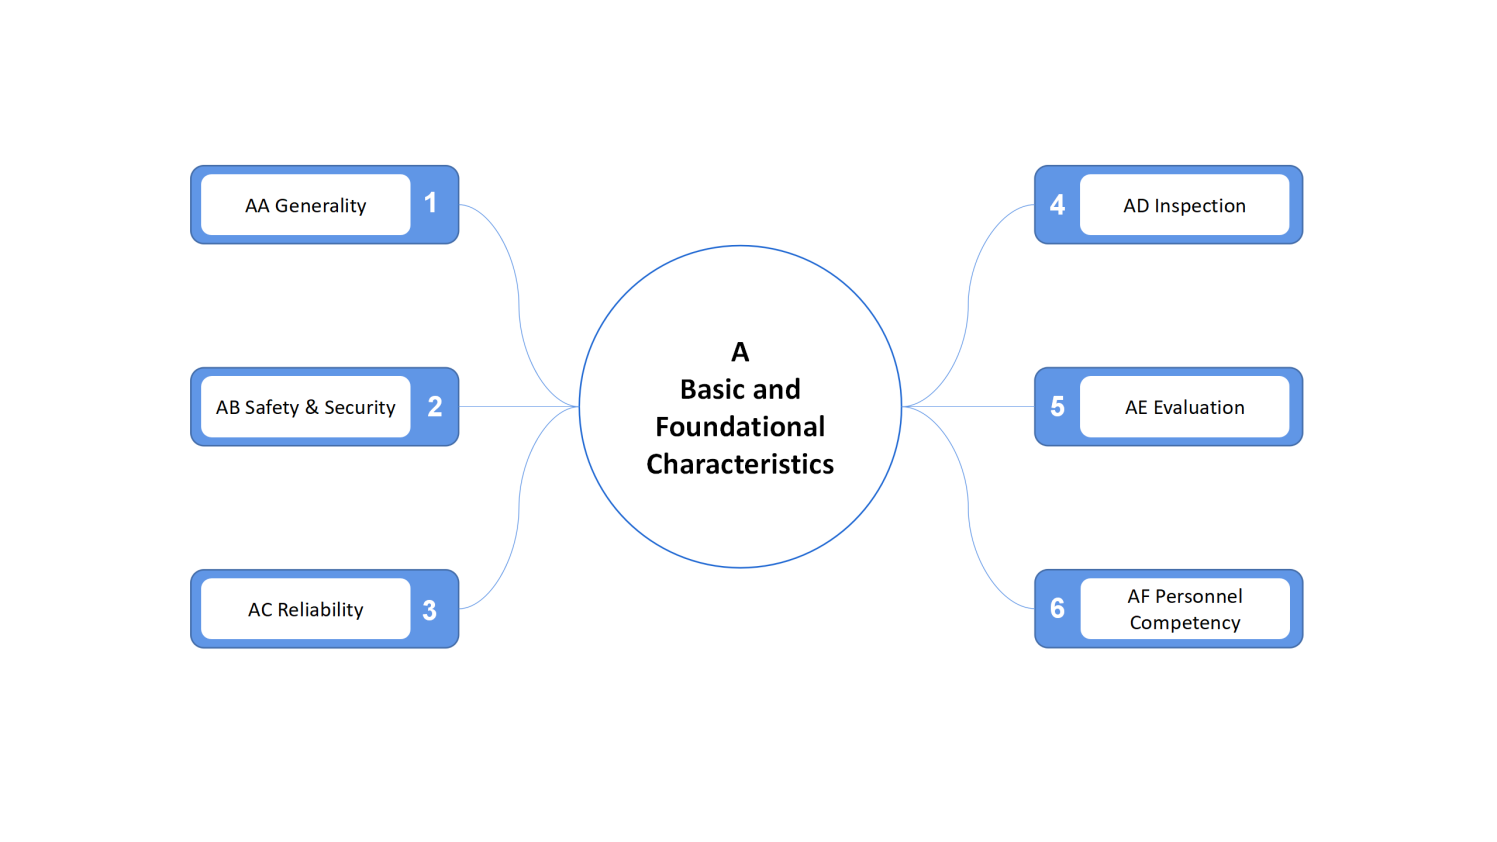 AA Generality
1
AB Safety & Security
2
AC Reliability
3
A
Basic and
Foundational
Characteristics
4
AD Inspection
5
AE Evaluation
6
AF Personnel
Competency